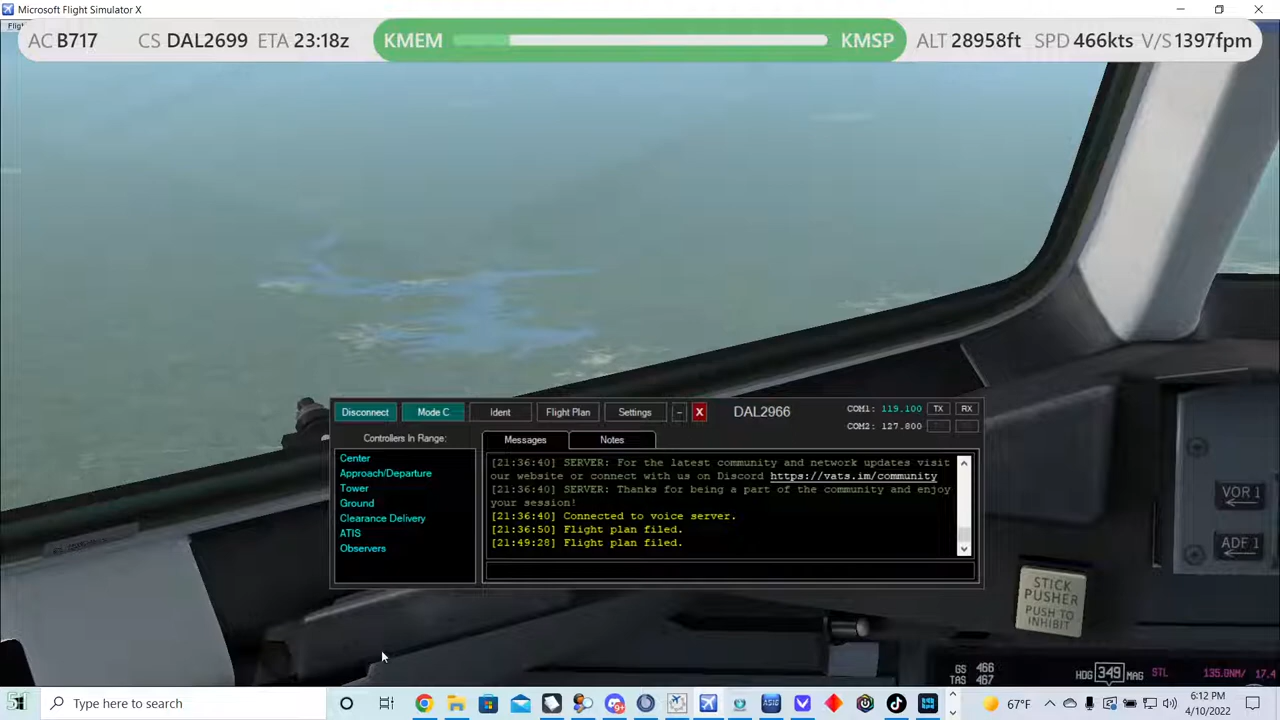 Microsoft Flight Simulator X
AC B717 CS DAL2699 ETA 23:18z KMEM KMSP ALT 28958ft SPD 466kts V/S 1397fpm
Disconnect Mode C Ident Flight Plan Settings – X DAL2966 COM1: 119.100 TX RX
COM2: 127.800
Controllers In Range:
Center
Approach/Departure
Tower
Ground
Clearance Delivery
ATIS
Observers
Messages Notes
[21:36:40] SERVER: For the latest community and network updates visit
our website or connect with us on Discord https://vats.im/community
[21:36:40] SERVER: Thanks for being a part of the community and enjoy
your session!
[21:36:40] Connected to voice server.
[21:36:50] Flight plan filed.
[21:49:28] Flight plan filed.
VOR 1
ADF 1
STICK
PUSHER
PUSH TO
INHIBIT
GS 466
TAS 467
HDG 349 MAG STL 135.0NM/ 17.4
Type here to search
67°F
6:12 PM
4/10/2022